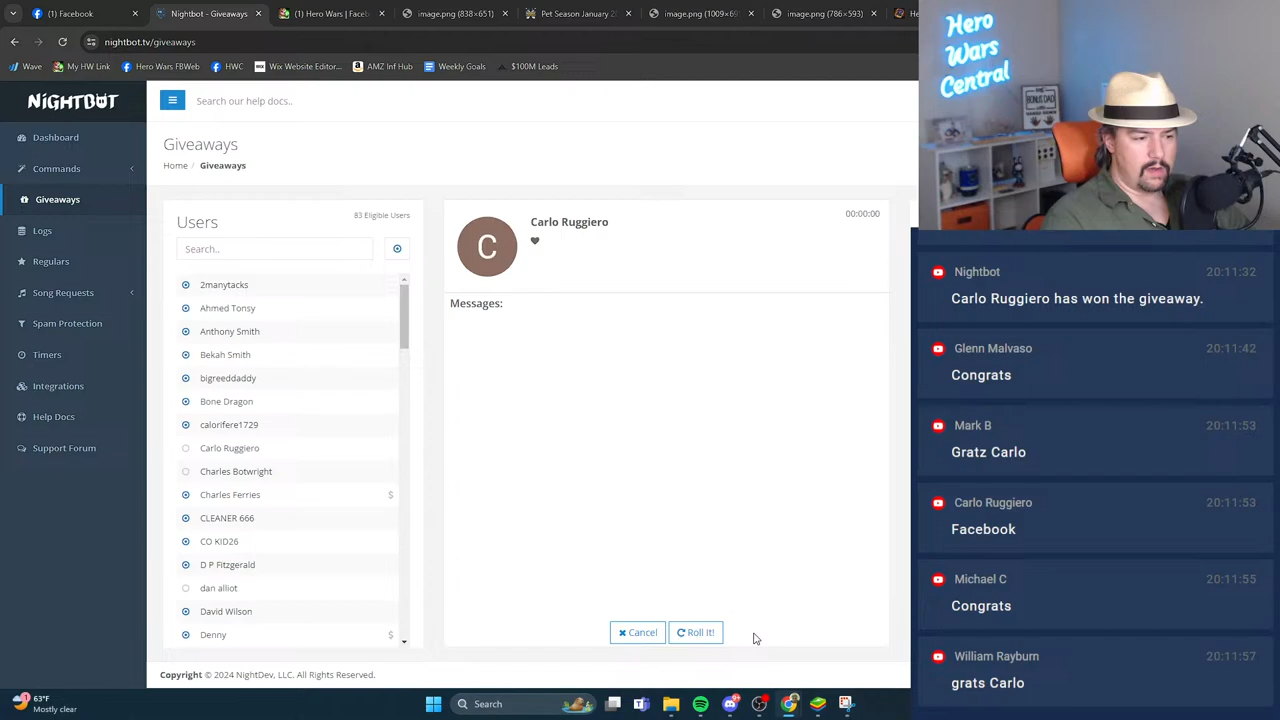 Nightbot - Giveaways
(1) Hero Wars | Facebook
(3) Hero Wars | Faceb
image.png (838×651)
Pet Season January 2
image.png (1009×69
image.png (786×593)
He
nightbot.tv/giveaways
Wave
My HW Link
Hero Wars FBWeb
HWC
Wix Website Editor...
AMZ Inf Hub
Weekly Goals
$100M Leads
NiGHTBOT
Search our help docs..
Dashboard
Commands
Giveaways
Logs
Regulars
Song Requests
Spam Protection
Timers
Integrations
Help Docs
Support Forum
Giveaways
Home / Giveaways
Users
83 Eligible Users
Search..
2manytacks
Ahmed Tonsy
Anthony Smith
Bekah Smith
bigreeddaddy
Bone Dragon
calorifere1729
Carlo Ruggiero
Charles Botwright
Charles Ferries $
CLEANER 666
CO KID26
D P Fitzgerald
dan alliot
David Wilson
Denny $
C
Carlo Ruggiero
00:00:00
Messages:
Cancel
Roll It!
Copyright © 2024 NightDev, LLC. All Rights Reserved.
Hero
Wars
Central
BONUS
DAD
Nightbot 20:11:32
Carlo Ruggiero has won the giveaway.
Glenn Malvaso 20:11:42
Congrats
Mark B 20:11:53
Gratz Carlo
Carlo Ruggiero 20:11:53
Facebook
Michael C 20:11:55
Congrats
William Rayburn 20:11:57
grats Carlo
63°F
Mostly clear
Search